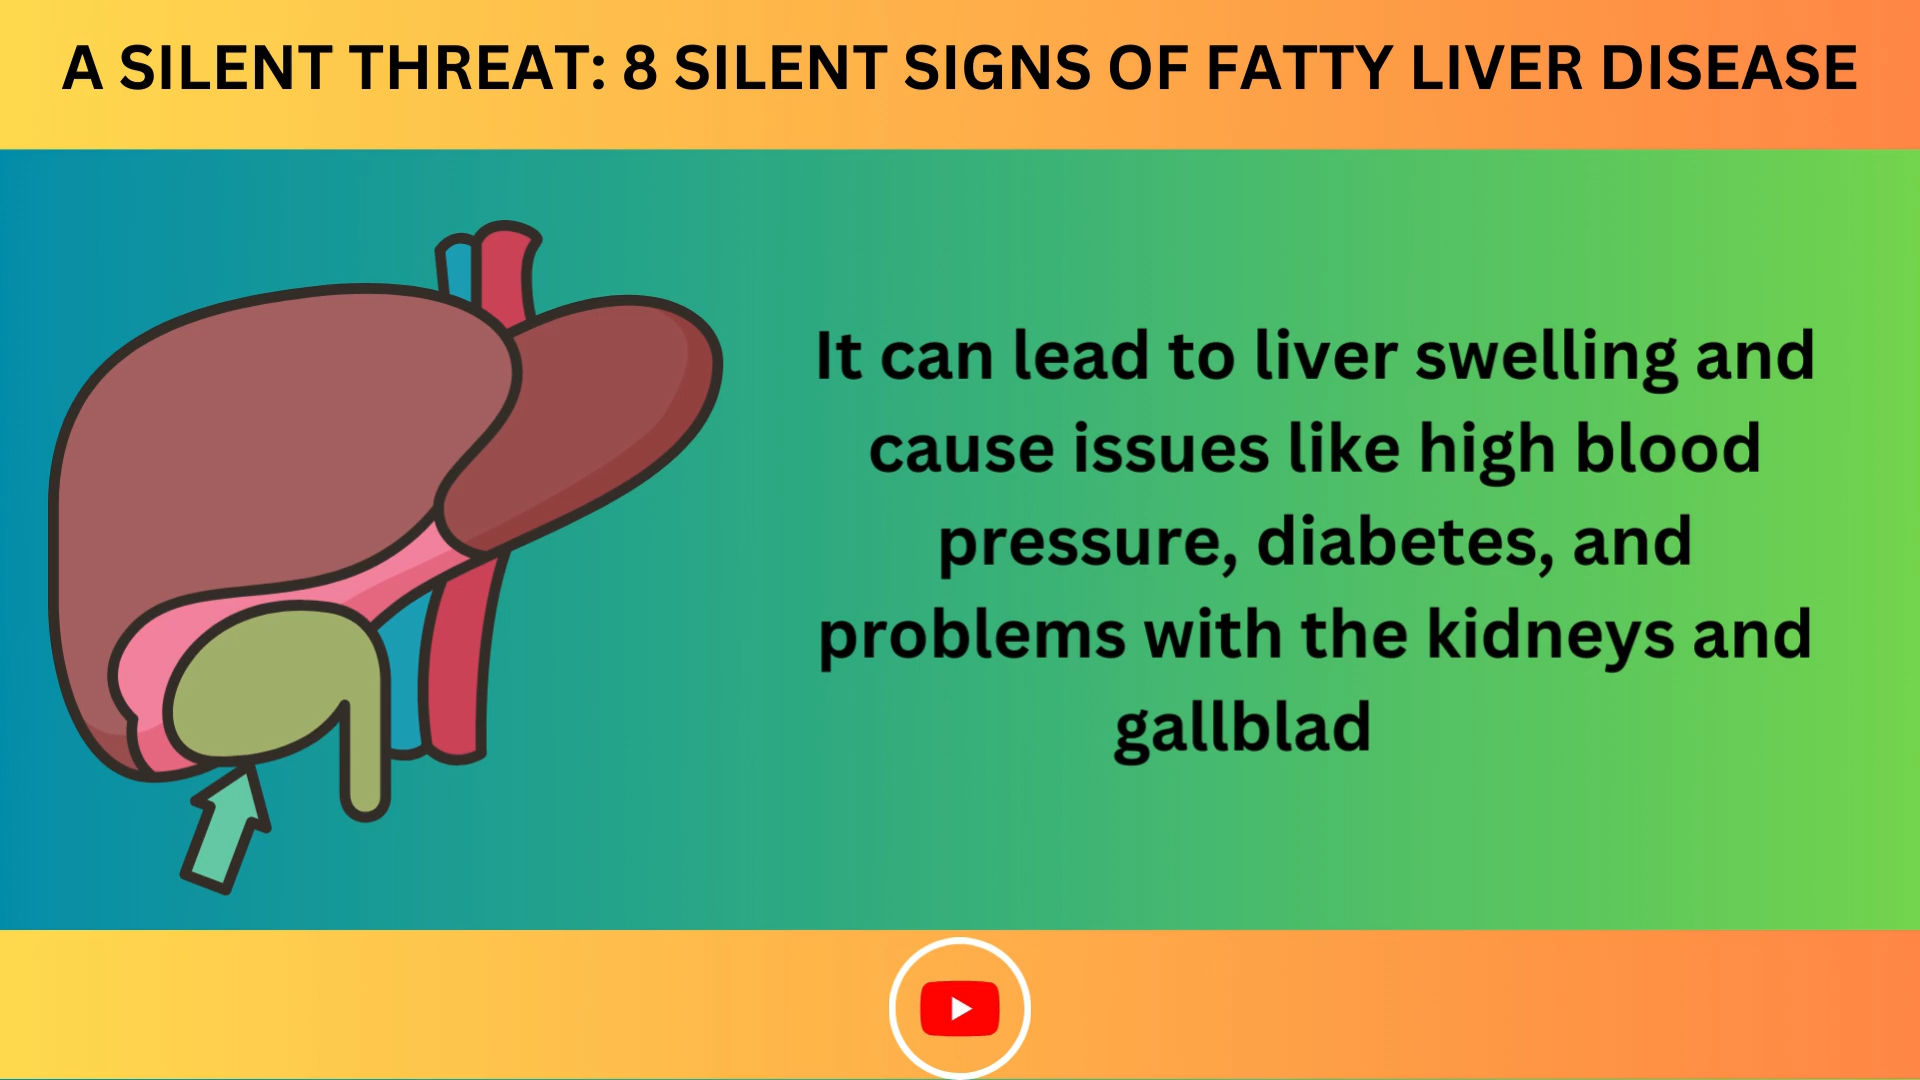 A SILENT THREAT: 8 SILENT SIGNS OF FATTY LIVER DISEASE
It can lead to liver swelling and
cause issues like high blood
pressure, diabetes, and
problems with the kidneys and
gallblad